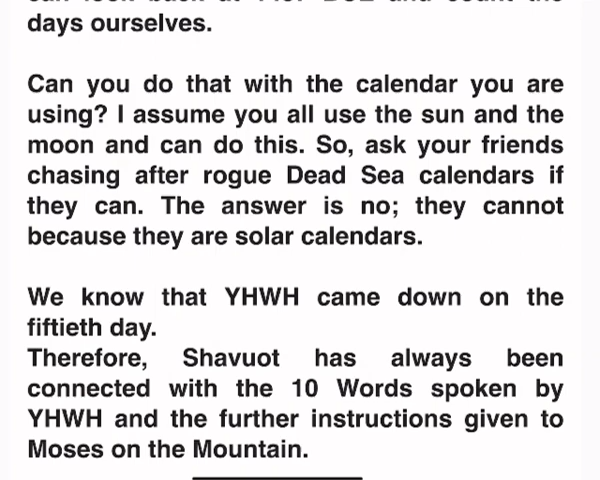 days ourselves.
Can you do that with the calendar you are
using? I assume you all use the sun and the
moon and can do this. So, ask your friends
chasing after rogue Dead Sea calendars if
they can. The answer is no; they cannot
because they are solar calendars.
We know that YHWH came down on the
fiftieth day.
Therefore, Shavuot has always been
connected with the 10 Words spoken by
YHWH and the further instructions given to
Moses on the Mountain.